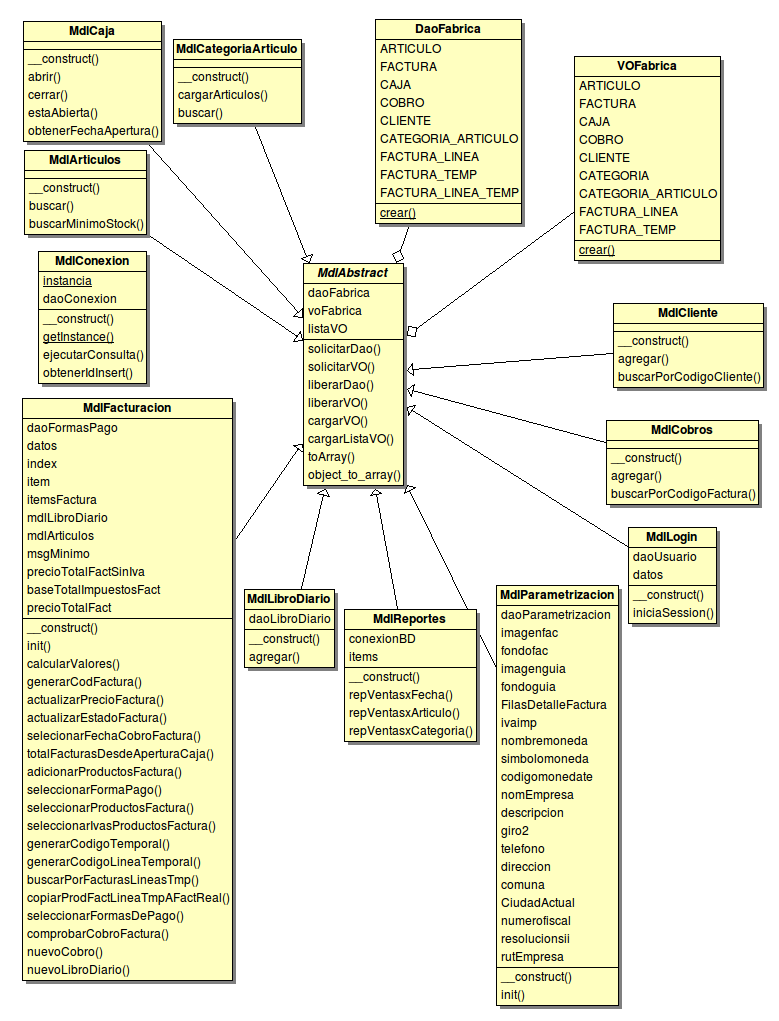 MdlCaja
__construct()
abrir()
cerrar()
estaAbierta()
obtenerFechaApertura()
MdlCategoriaArticulo
__construct()
cargarArticulos()
buscar()
DaoFabrica
ARTICULO
FACTURA
CAJA
COBRO
CLIENTE
CATEGORIA_ARTICULO
FACTURA_LINEA
FACTURA_TEMP
FACTURA_LINEA_TEMP
crear()
VOFabrica
ARTICULO
FACTURA
CAJA
COBRO
CLIENTE
CATEGORIA
CATEGORIA_ARTICULO
FACTURA_LINEA
FACTURA_TEMP
crear()
MdlArticulos
__construct()
buscar()
buscarMinimoStock()
MdlConexion
instancia
daoConexion
__construct()
getInstance()
ejecutarConsulta()
obtenerIdInsert()
MdlAbstract
daoFabrica
voFabrica
listaVO
solicitarDao()
solicitarVO()
liberarDao()
liberarVO()
cargarVO()
cargarListaVO()
toArray()
object_to_array()
MdlCliente
__construct()
agregar()
buscarPorCodigoCliente()
MdlCobros
__construct()
agregar()
buscarPorCodigoFactura()
MdlLogin
daoUsuario
datos
__construct()
iniciaSession()
MdlFacturacion
daoFormasPago
datos
index
item
itemsFactura
mdlLibroDiario
mdlArticulos
msgMinimo
precioTotalFactSinIva
baseTotalImpuestosFact
precioTotalFact
__construct()
init()
calcularValores()
generarCodFactura()
actualizarPrecioFactura()
actualizarEstadoFactura()
selecionarFechaCobroFactura()
totalFacturasDesdeAperturaCaja()
adicionarProductosFactura()
seleccionarFormaPago()
seleccionarProductosFactura()
seleccionarIvasProductosFactura()
generarCodigoTemporal()
generarCodigoLineaTemporal()
buscarPorFacturasLineasTmp()
copiarProdFactLineaTmpAFactReal()
seleccionarFormasDePago()
comprobarCobroFactura()
nuevoCobro()
nuevoLibroDiario()
MdlLibroDiario
daoLibroDiario
__construct()
agregar()
MdlReportes
conexionBD
items
__construct()
repVentasxFecha()
repVentasxArticulo()
repVentasxCategoria()
MdlParametrizacion
daoParametrizacion
imagenfac
fondofac
imagenguia
fondoguia
FilasDetalleFactura
ivaimp
nombremoneda
simbolomoneda
codigomonedate
nomEmpresa
descripcion
giro2
telefono
direccion
comuna
CiudadActual
numerofiscal
resolucionsii
rutEmpresa
__construct()
init()